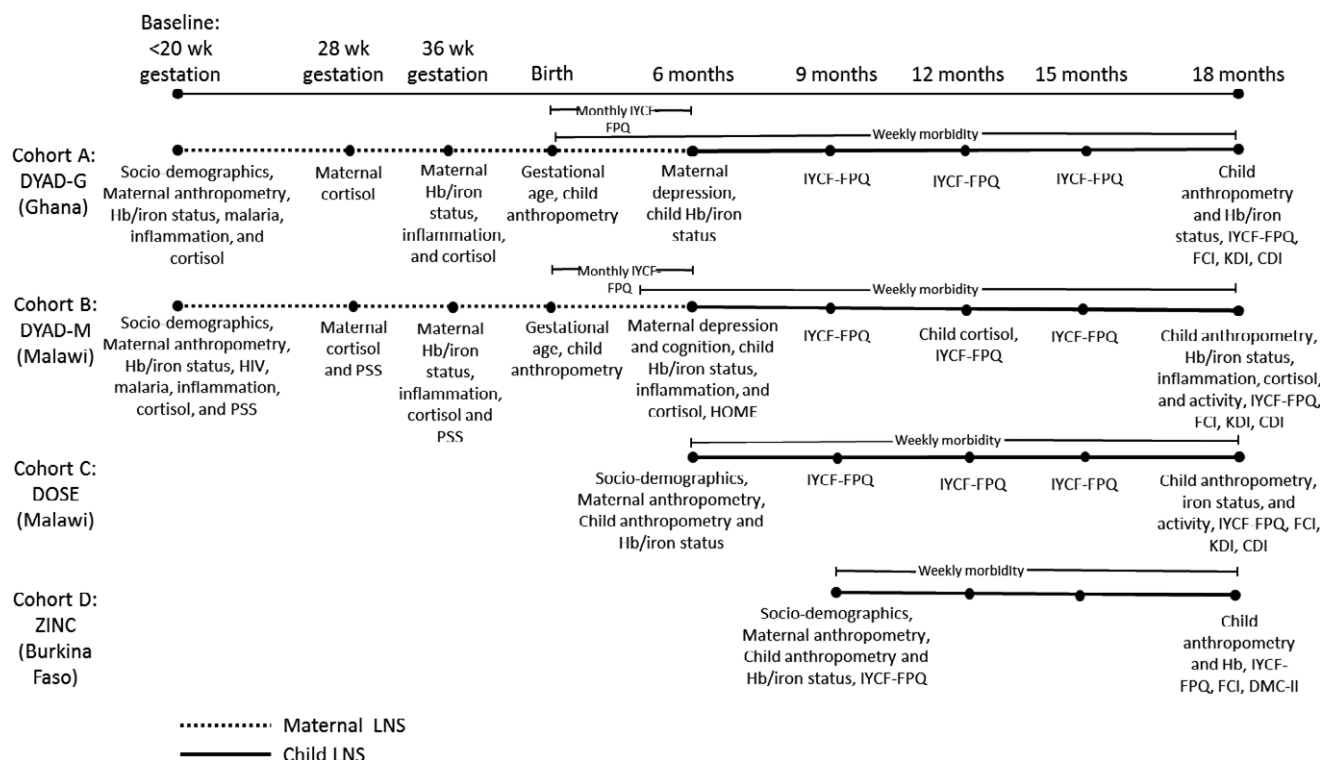 Baseline:
<20 wk
gestation
28 wk
gestation
36 wk
gestation
Birth
6 months
9 months
12 months
15 months
18 months
Monthly IYCF-
FPQ
Weekly morbidity
Cohort A:
DYAD-G
(Ghana)
Socio-demographics,
Maternal anthropometry,
Hb/iron status, malaria,
inflammation, and
cortisol
Maternal
cortisol
Maternal
Hb/iron
status,
inflammation,
and cortisol
Gestational
age, child
anthropometry
Maternal
depression,
child Hb/iron
status
IYCF-FPQ
IYCF-FPQ
IYCF-FPQ
Child
anthropometry
and Hb/iron
status, IYCF-FPQ,
FCI, KDI, CDI
Monthly IYCF-
FPQ
Weekly morbidity
Cohort B:
DYAD-M
(Malawi)
Socio-demographics,
Maternal anthropometry,
Hb/iron status, HIV,
malaria, inflammation,
cortisol, and PSS
Maternal
cortisol
and PSS
Maternal
Hb/iron
status,
inflammation,
cortisol and
PSS
Gestational
age, child
anthropometry
Maternal depression
and cognition, child
Hb/iron status,
inflammation, and
cortisol, HOME
IYCF-FPQ
Child cortisol,
IYCF-FPQ
IYCF-FPQ
Child anthropometry,
Hb/iron status,
inflammation, cortisol,
and activity, IYCF-FPQ,
FCI, KDI, CDI
Weekly morbidity
Cohort C:
DOSE
(Malawi)
Socio-demographics,
Maternal anthropometry,
Child anthropometry and
Hb/iron status
IYCF-FPQ
IYCF-FPQ
IYCF-FPQ
Child anthropometry,
iron status, and
activity, IYCF-FPQ, FCI,
KDI, CDI
Weekly morbidity
Cohort D:
ZINC
(Burkina
Faso)
Socio-demographics,
Maternal anthropometry,
Child anthropometry and
Hb/iron status, IYCF-FPQ
Child
anthropometry
and Hb, IYCF-
FPQ, FCI, DMC-II
Maternal LNS
Child LNS